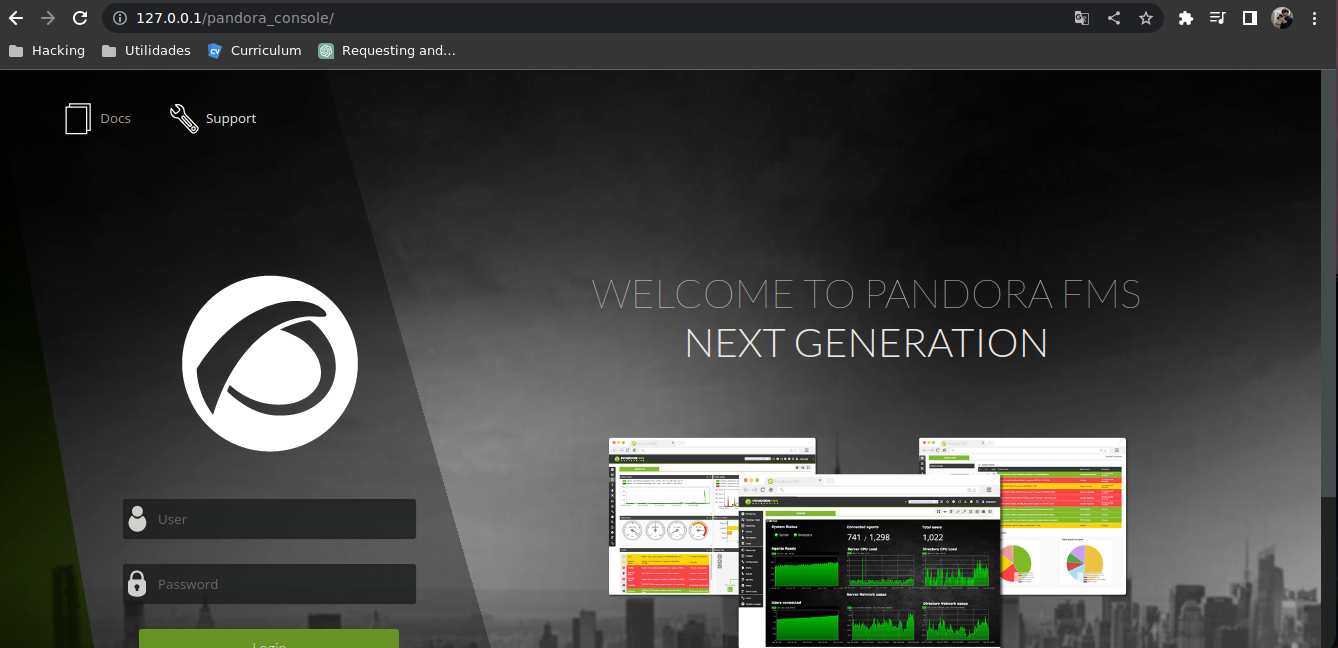 127.0.0.1/pandora_console/
Hacking
Utilidades
CV
Curriculum
Requesting and…
Docs
Support
WELCOME TO PANDORA FMS
NEXT GENERATION
User
Password
Login
System Status
Connected agents
Total users
741 / 1,298
1,022
Agents Ready
Server CPU Load
Directory CPU Load
Users connected
Server Network usage
Directory Network usage